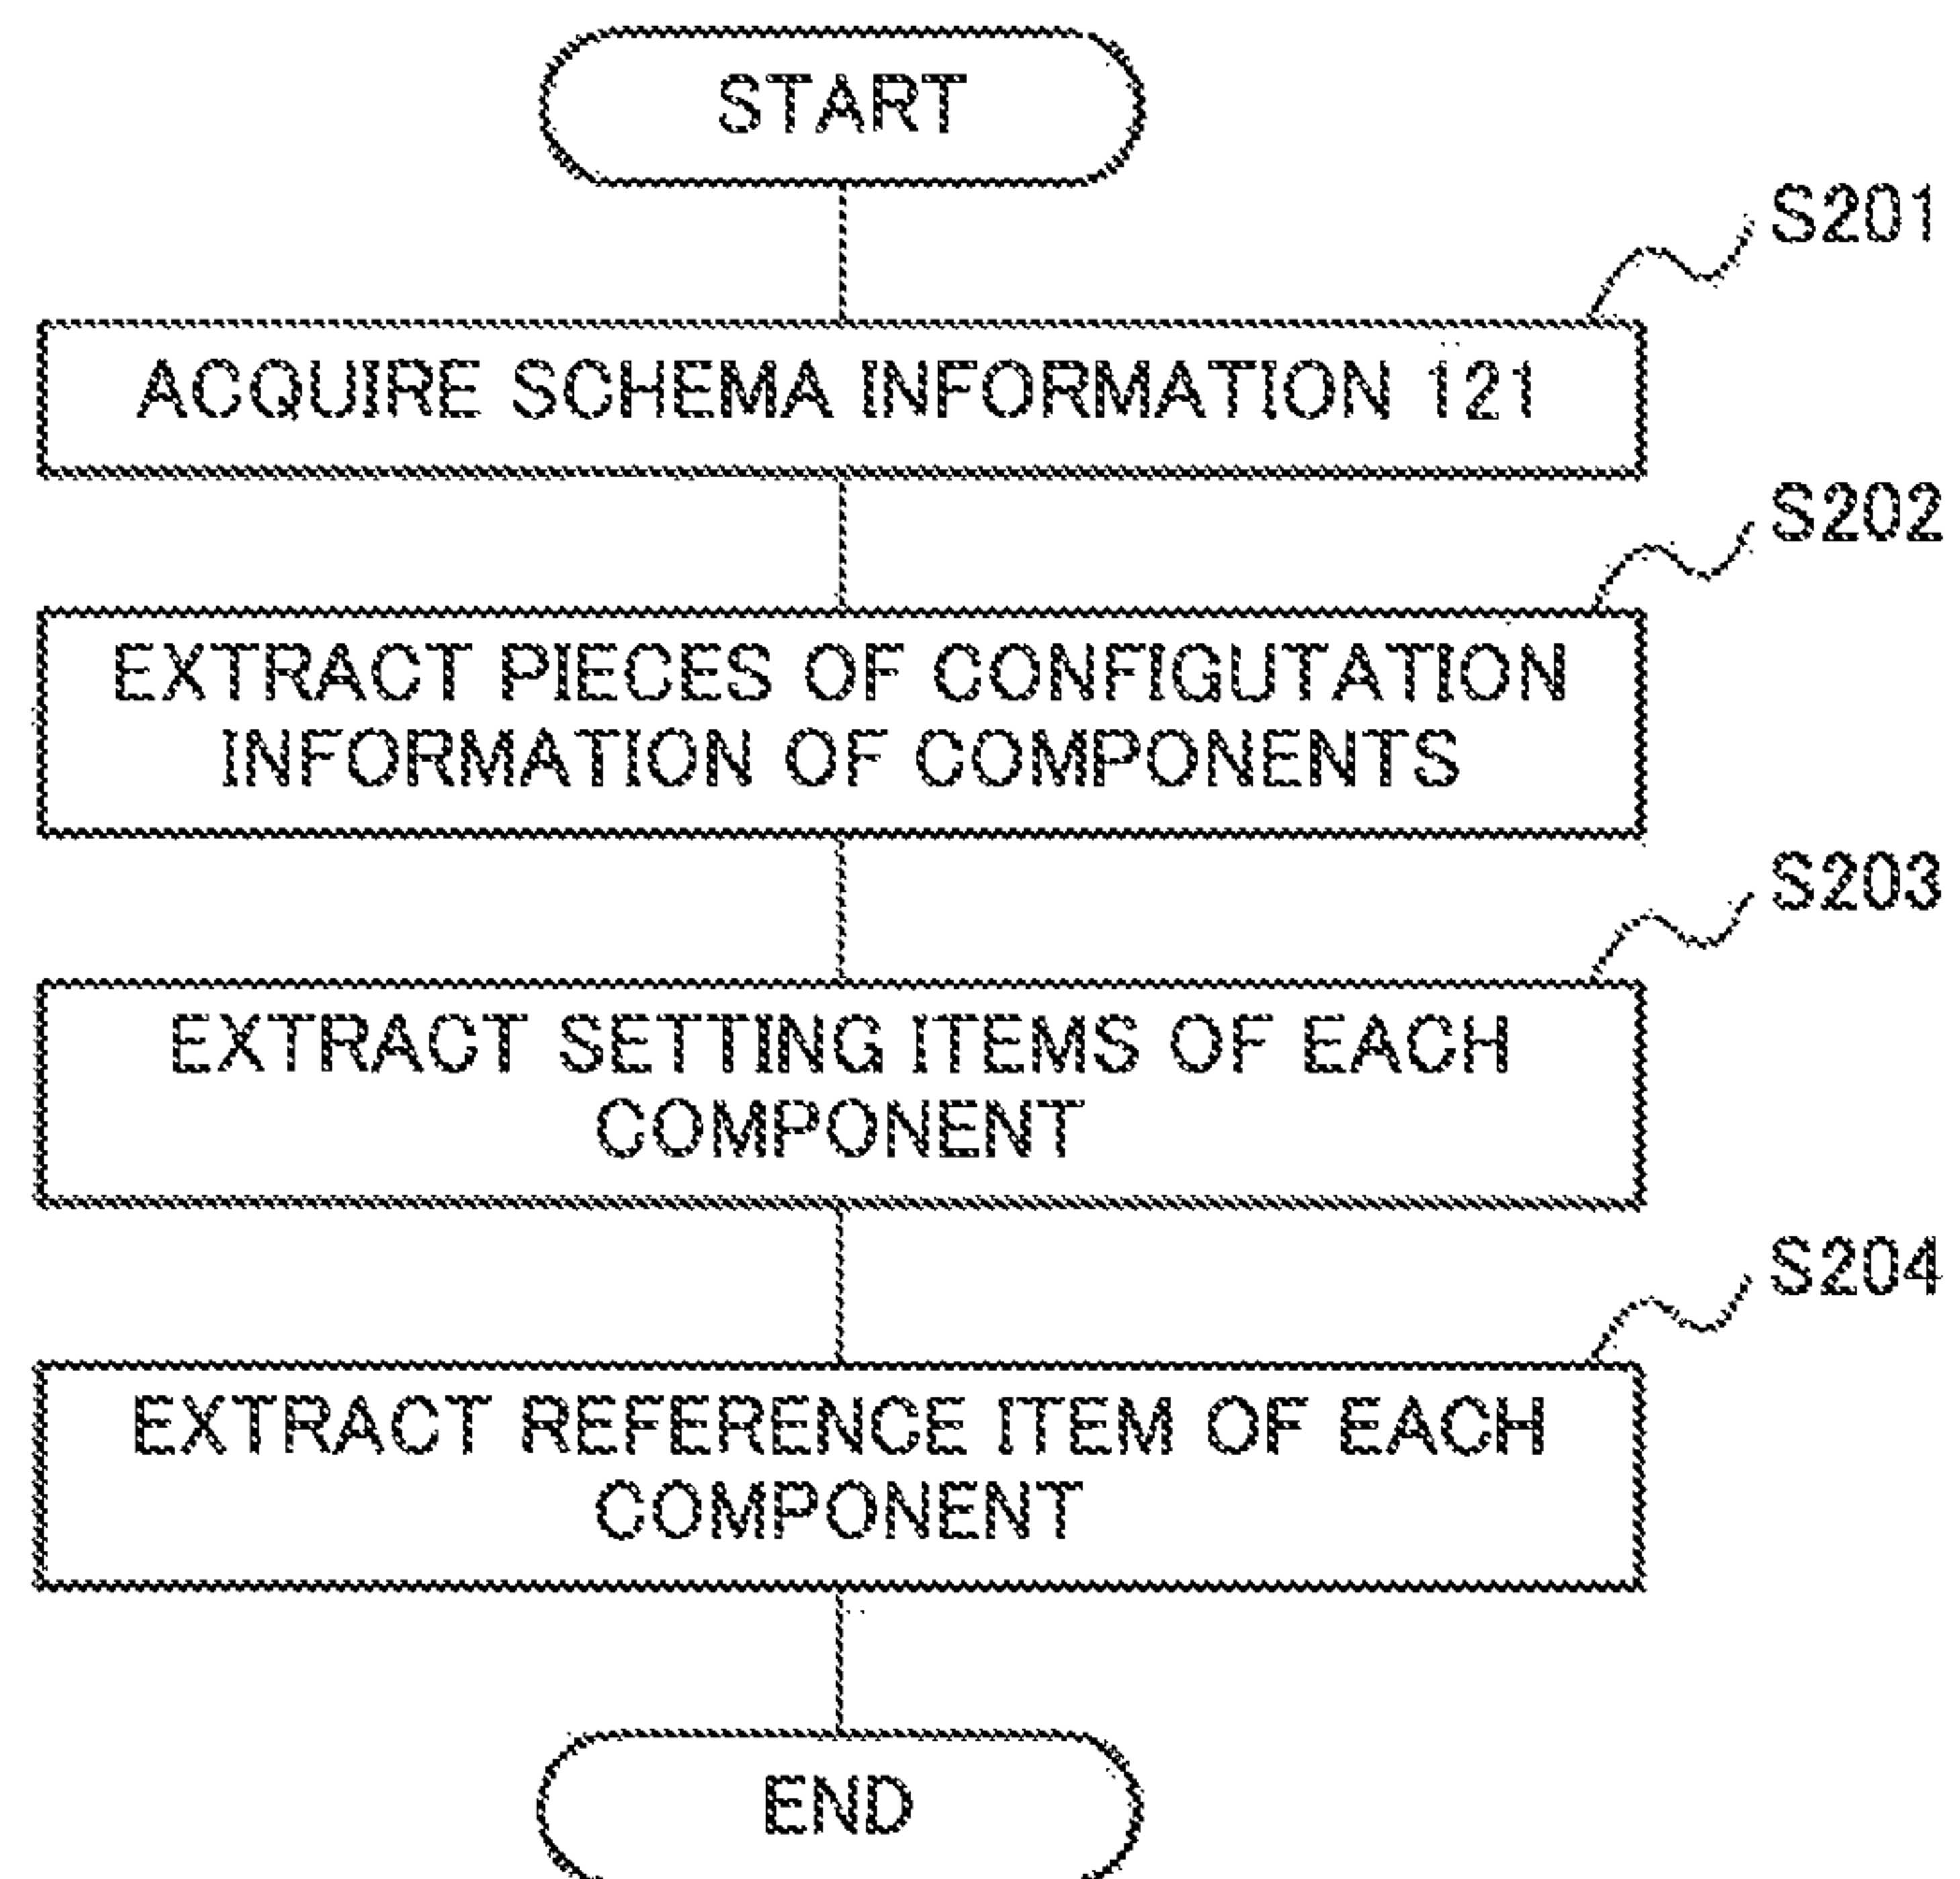 START
S201
ACQUIRE SCHEMA INFORMATION 121
S202
EXTRACT PIECES OF CONFIGUTATION
INFORMATION OF COMPONENTS
S203
EXTRACT SETTING ITEMS OF EACH
COMPONENT
S204
EXTRACT REFERENCE ITEM OF EACH
COMPONENT
END